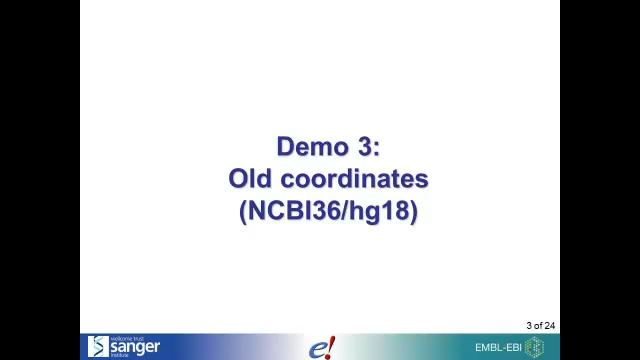 Demo 3:
Old coordinates
(NCBI36/hg18)
3 of 24
wellcome trust
sanger
institute
e!
EMBL-EBI